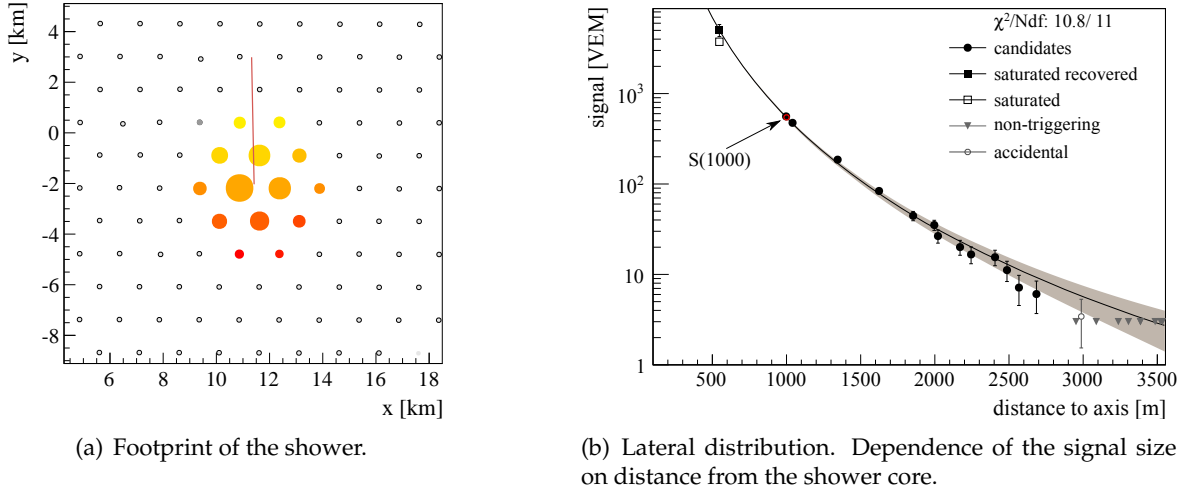 y [km]
4
2
0
-2
-4
-6
-8
6 8 10 12 14 16 18
x [km]
(a) Footprint of the shower.
signal [VEM]
10³
10²
10
1
χ²/Ndf: 10.8/ 11
candidates
saturated recovered
saturated
non-triggering
accidental
S(1000)
500 1000 1500 2000 2500 3000 3500
distance to axis [m]
(b) Lateral distribution. Dependence of the signal size
on distance from the shower core.